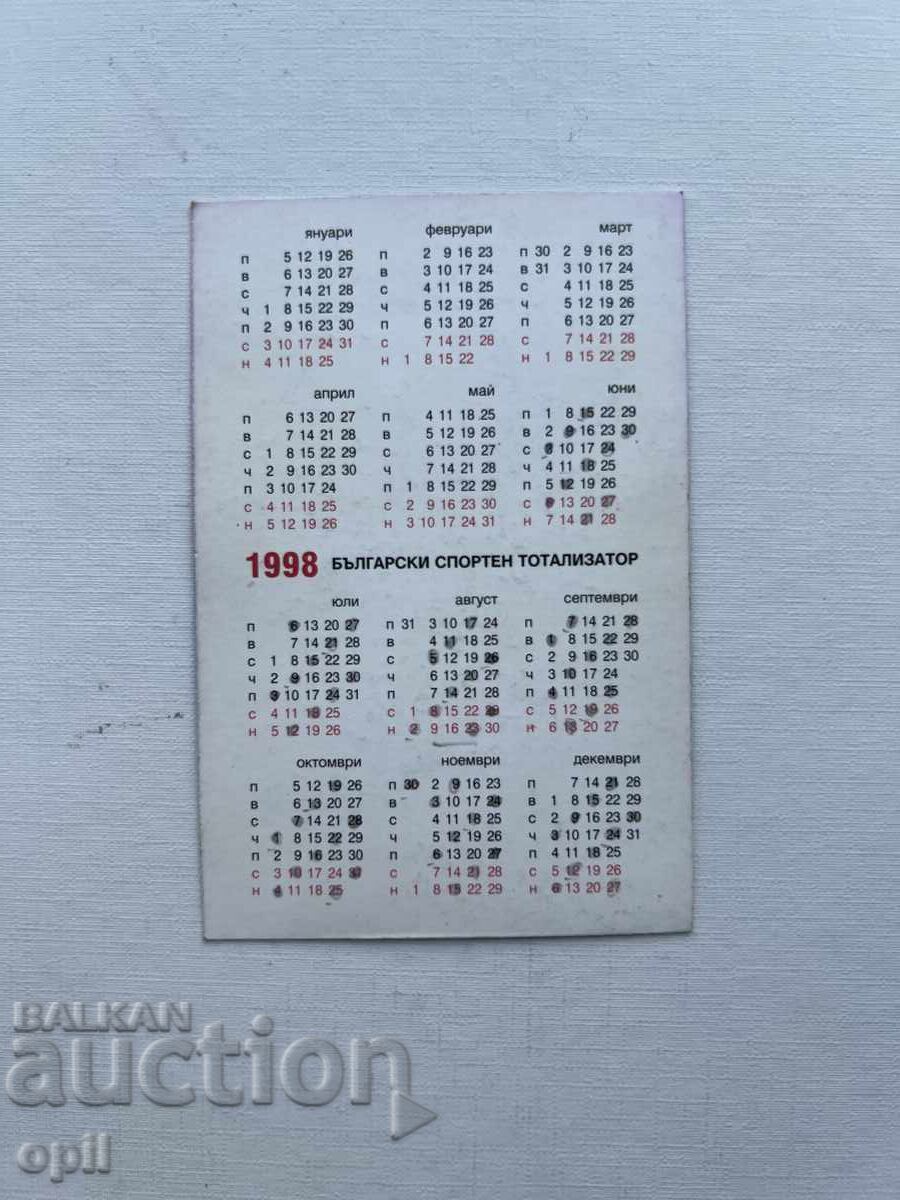 януари февруари март
п 5 12 19 26 п 2 9 16 23 п 30 2 9 16 23
в 6 13 20 27 в 3 10 17 24 в 31 3 10 17 24
с 7 14 21 28 с 4 11 18 25 с 4 11 18 25
ч 1 8 15 22 29 ч 5 12 19 26 ч 5 12 19 26
п 2 9 16 23 30 п 6 13 20 27 п 6 13 20 27
с 3 10 17 24 31 с 7 14 21 28 с 7 14 21 28
н 4 11 18 25 н 1 8 15 22 н 1 8 15 22 29
април май юни
п 6 13 20 27 п 4 11 18 25 п 1 8 15 22 29
в 7 14 21 28 в 5 12 19 26 в 2 9 16 23 30
с 1 8 15 22 29 с 6 13 20 27 с 3 10 17 24
ч 2 9 16 23 30 ч 7 14 21 28 ч 4 11 18 25
п 3 10 17 24 п 1 8 15 22 29 п 5 12 19 26
с 4 11 18 25 с 2 9 16 23 30 с 6 13 20 27
н 5 12 19 26 н 3 10 17 24 31 н 7 14 21 28
1998 БЪЛГАРСКИ СПОРТЕН ТОТАЛИЗАТОР
юли август септември
п 6 13 20 27 п 31 3 10 17 24 п 7 14 21 28
в 7 14 21 28 в 4 11 18 25 в 1 8 15 22 29
с 1 8 15 22 29 с 5 12 19 26 с 2 9 16 23 30
ч 2 9 16 23 30 ч 6 13 20 27 ч 3 10 17 24
п 3 10 17 24 31 п 7 14 21 28 п 4 11 18 25
с 4 11 18 25 с 1 8 15 22 29 с 5 12 19 26
н 5 12 19 26 н 2 9 16 23 30 н 6 13 20 27
октомври ноември декември
п 5 12 19 26 п 30 2 9 16 23 п 7 14 21 28
в 6 13 20 27 в 3 10 17 24 в 1 8 15 22 29
с 7 14 21 28 с 4 11 18 25 с 2 9 16 23 30
ч 1 8 15 22 29 ч 5 12 19 26 ч 3 10 17 24 31
п 2 9 16 23 30 п 6 13 20 27 п 4 11 18 25
с 3 10 17 24 31 с 7 14 21 28 с 5 12 19 26
н 4 11 18 25 н 1 8 15 22 29 н 6 13 20 27
BALKAN
auction
opil